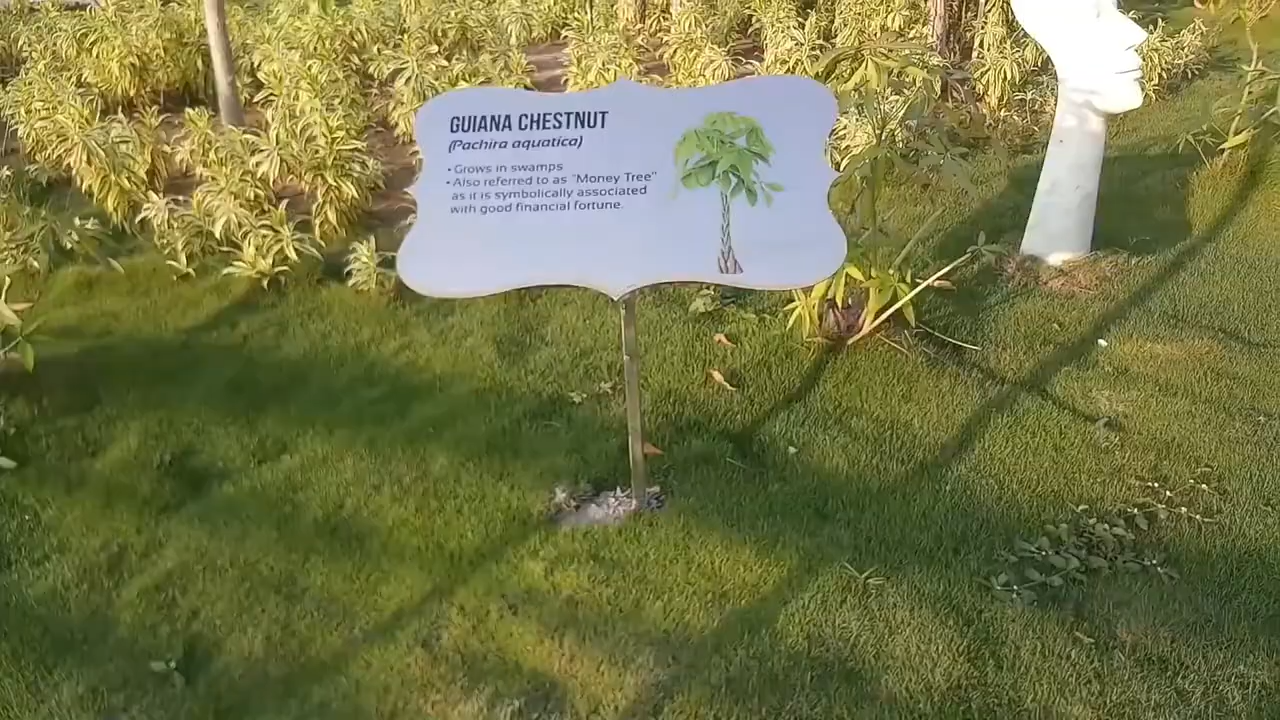 GUIANA CHESTNUT
(Pachira aquatica)
• Grows in swamps
• Also referred to as "Money Tree"
as it is symbolically associated
with good financial fortune.